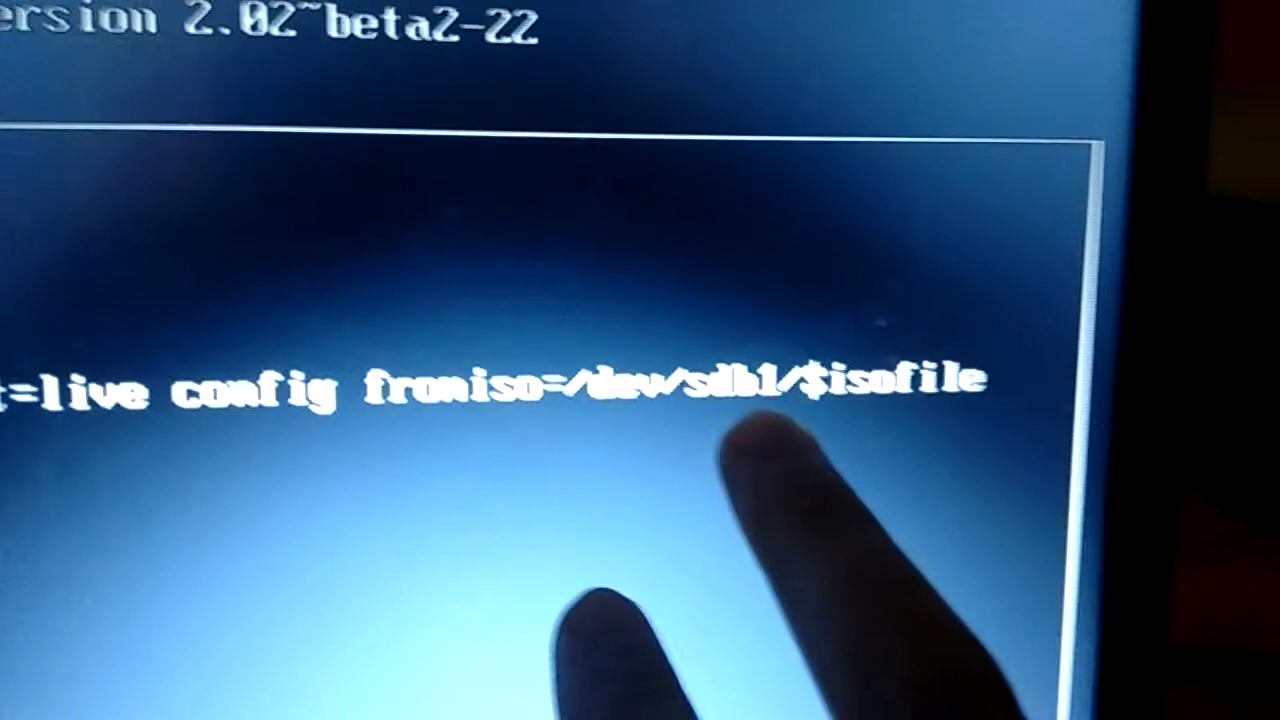 ersion 2.02~beta2-22
t=live config fromiso=/dev/sdb1/$isofile